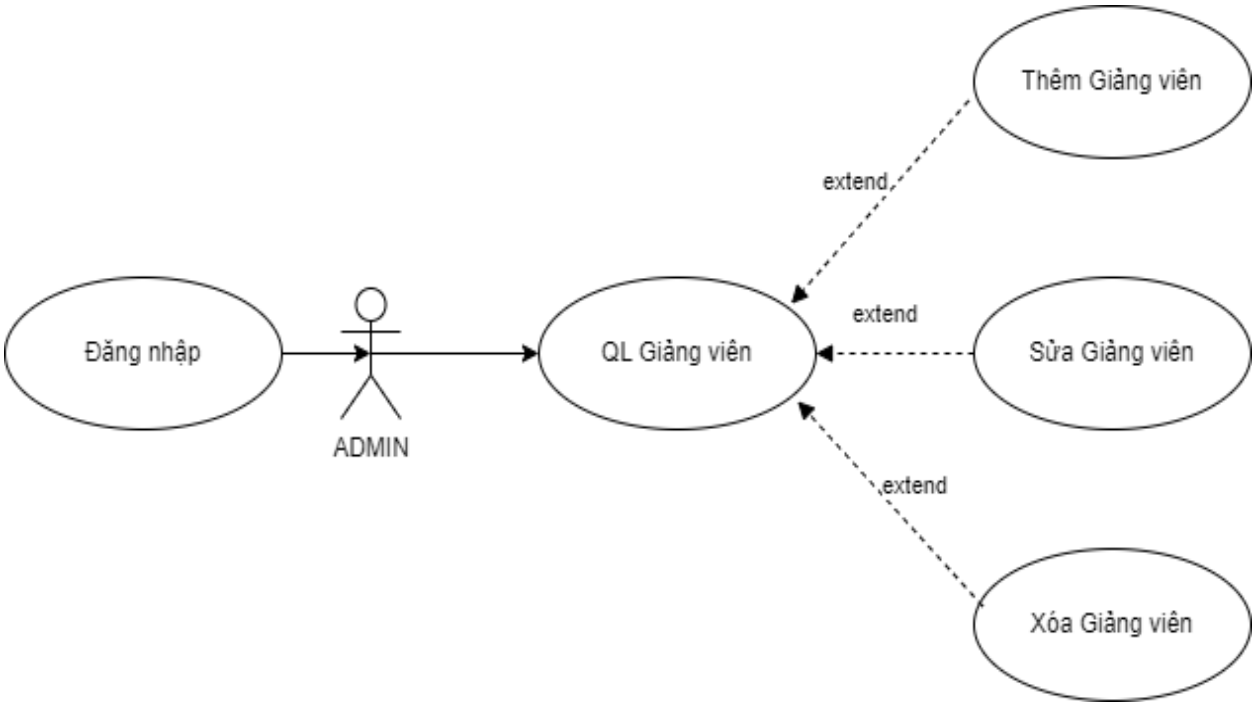 Thêm Giảng viên
extend
extend
Đăng nhập
QL Giảng viên
Sửa Giảng viên
ADMIN
extend
Xóa Giảng viên